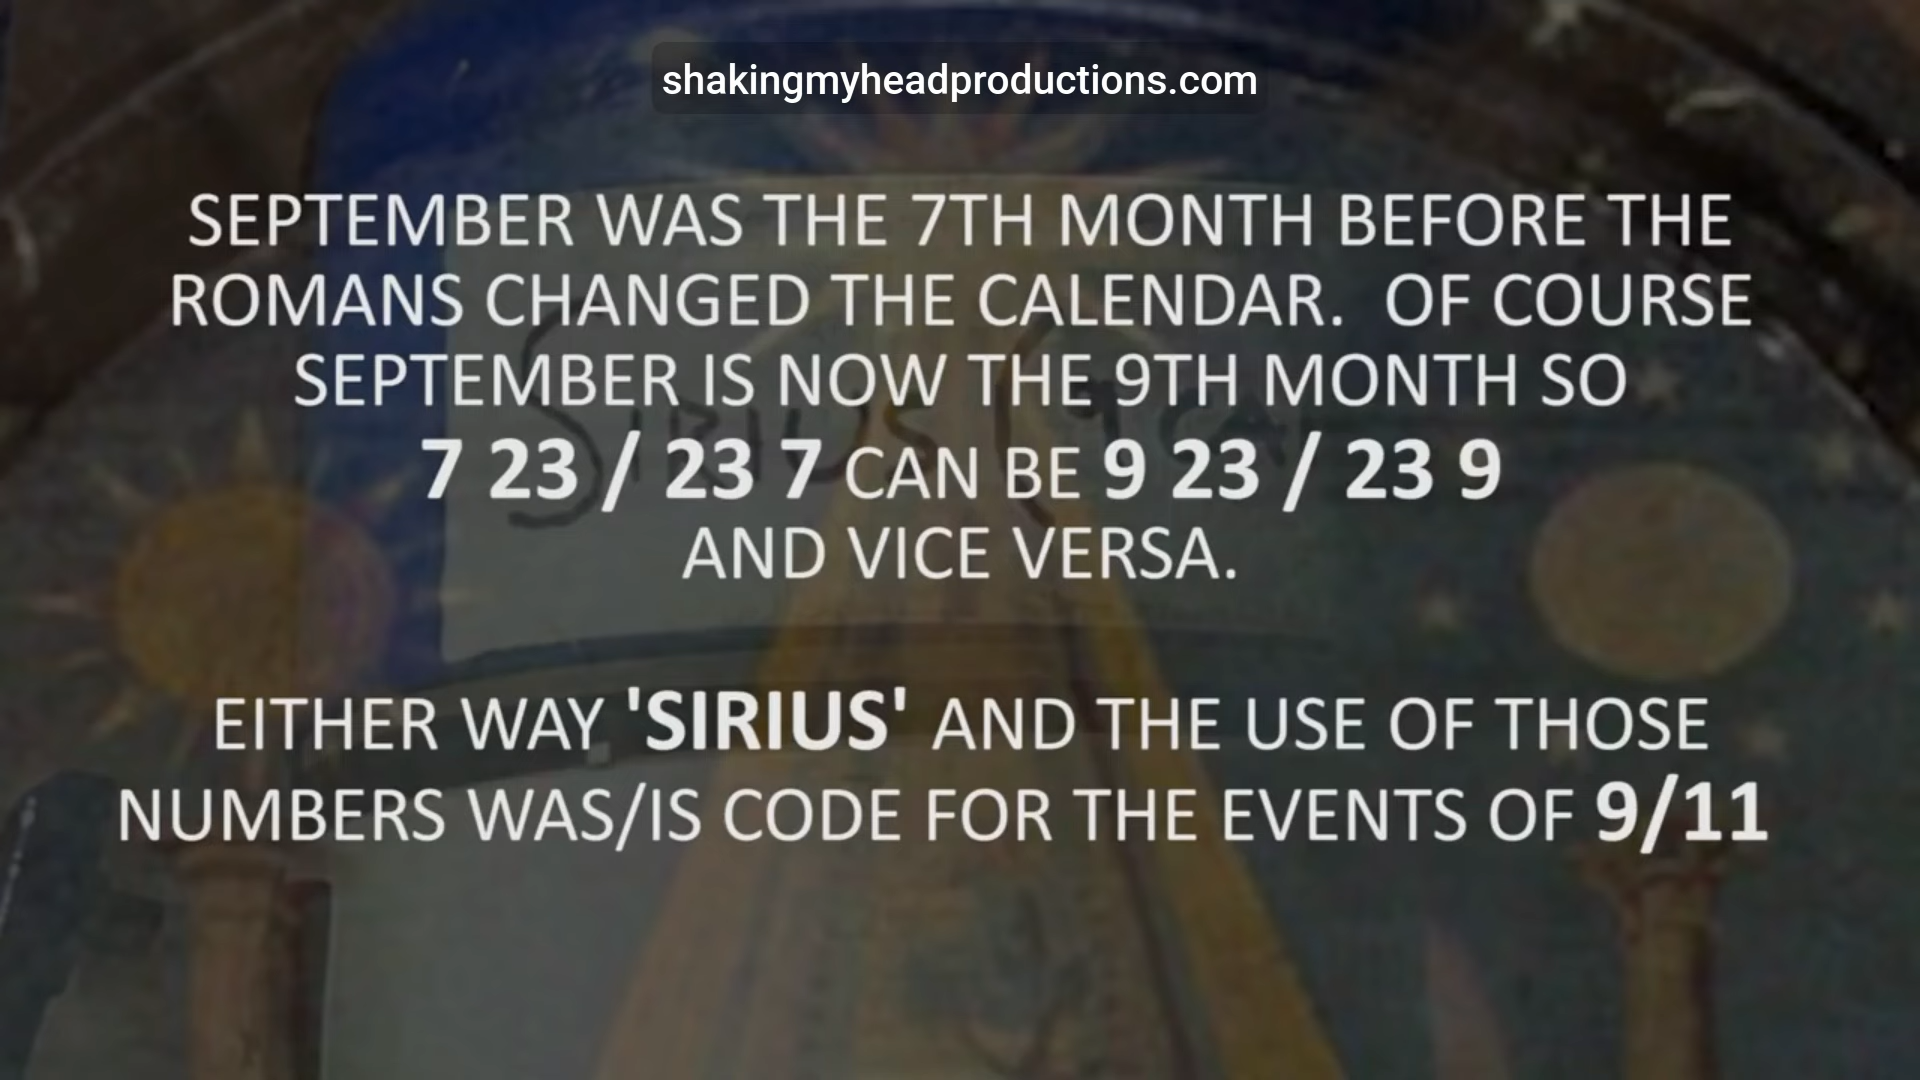 shakingmyheadproductions.com
SEPTEMBER WAS THE 7TH MONTH BEFORE THE
ROMANS CHANGED THE CALENDAR. OF COURSE
SEPTEMBER IS NOW THE 9TH MONTH SO
7 23 / 23 7 CAN BE 9 23 / 23 9
AND VICE VERSA.
EITHER WAY 'SIRIUS' AND THE USE OF THOSE
NUMBERS WAS/IS CODE FOR THE EVENTS OF 9/11
SIRIUS